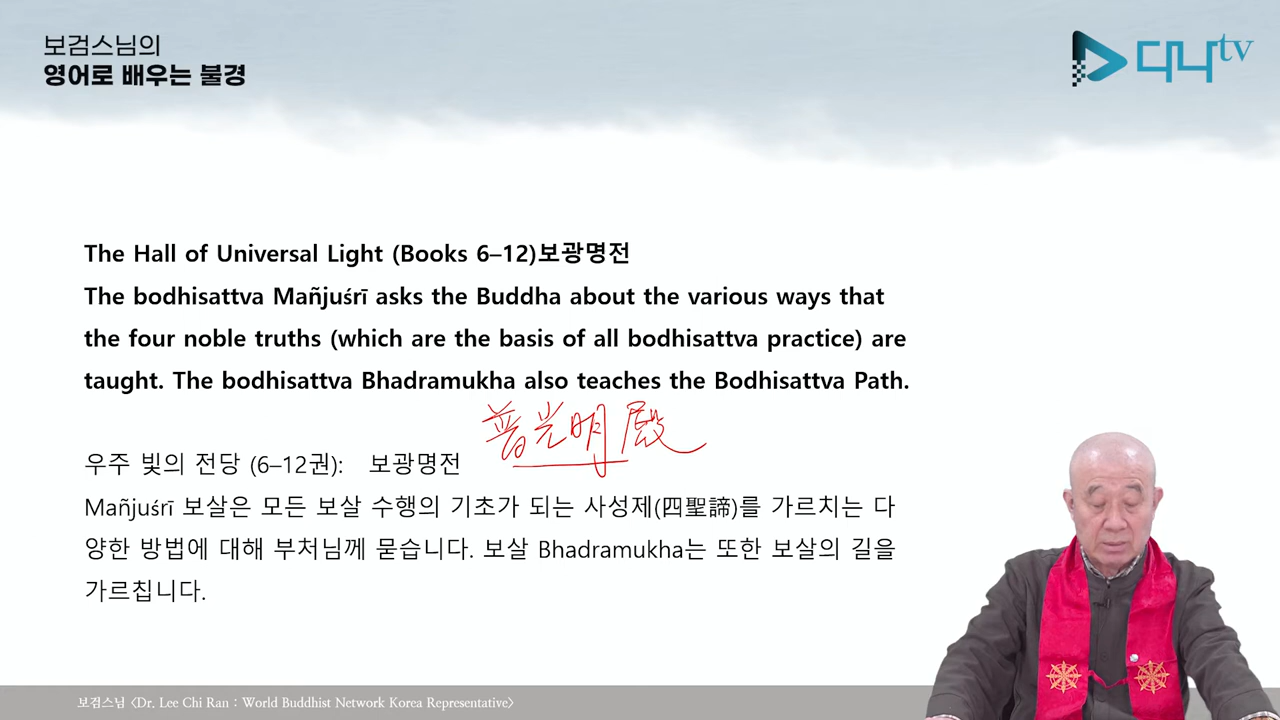 보검스님의
영어로 배우는 불경
다나tv
The Hall of Universal Light (Books 6–12)보광명전
The bodhisattva Mañjuśrī asks the Buddha about the various ways that
the four noble truths (which are the basis of all bodhisattva practice) are
taught. The bodhisattva Bhadramukha also teaches the Bodhisattva Path.
普光明殿
우주 빛의 전당 (6–12권): 보광명전
Mañjuśrī 보살은 모든 보살 수행의 기초가 되는 사성제(四聖諦)를 가르치는 다
양한 방법에 대해 부처님께 묻습니다. 보살 Bhadramukha는 또한 보살의 길을
가르칩니다.
보검스님 <Dr. Lee Chi Ran : World Buddhist Network Korea Representative>